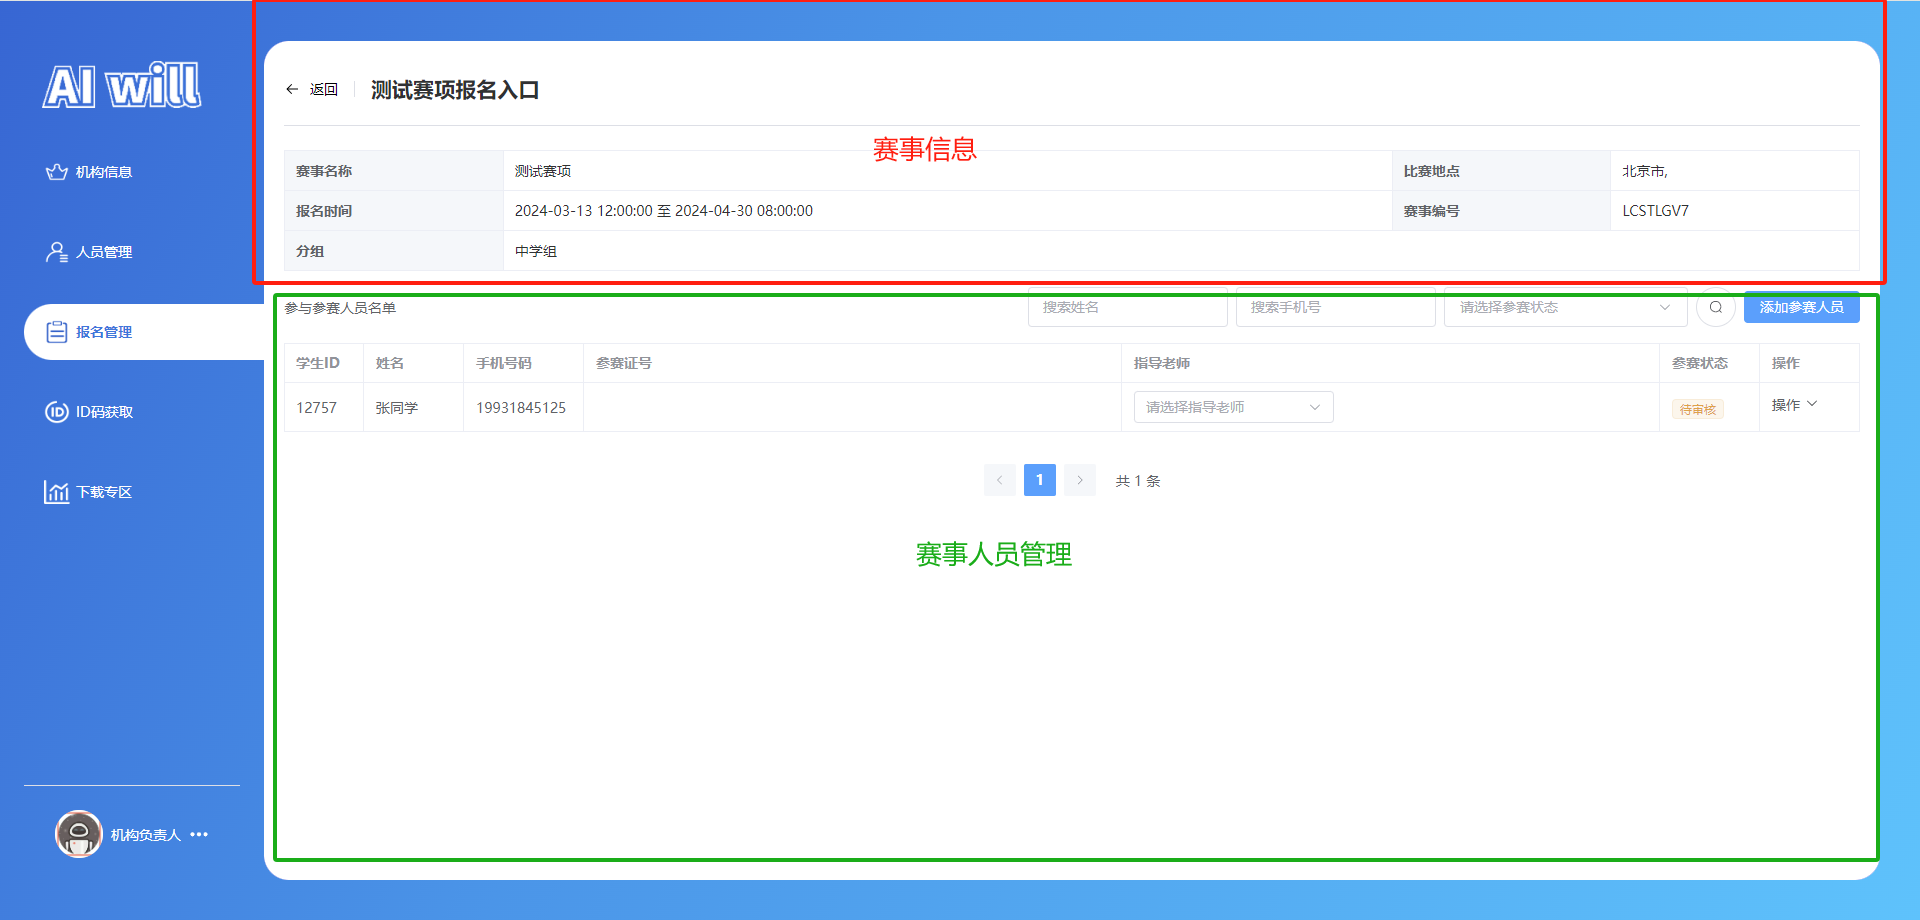 AI will
机构信息
人员管理
报名管理
ID码获取
下载专区
机构负责人
返回
测试赛项报名入口
赛事信息
赛事名称 测试赛项 比赛地点 北京市,
报名时间 2024-03-13 12:00:00 至 2024-04-30 08:00:00 赛事编号 LCSTLGV7
分组 中学组
参与参赛人员名单 搜索姓名 搜索手机号 请选择参赛状态 添加参赛人员
学生ID 姓名 手机号码 参赛证号 指导老师 参赛状态 操作
12757 张同学 19931845125 请选择指导老师 待审核 操作
1 共 1 条
赛事人员管理